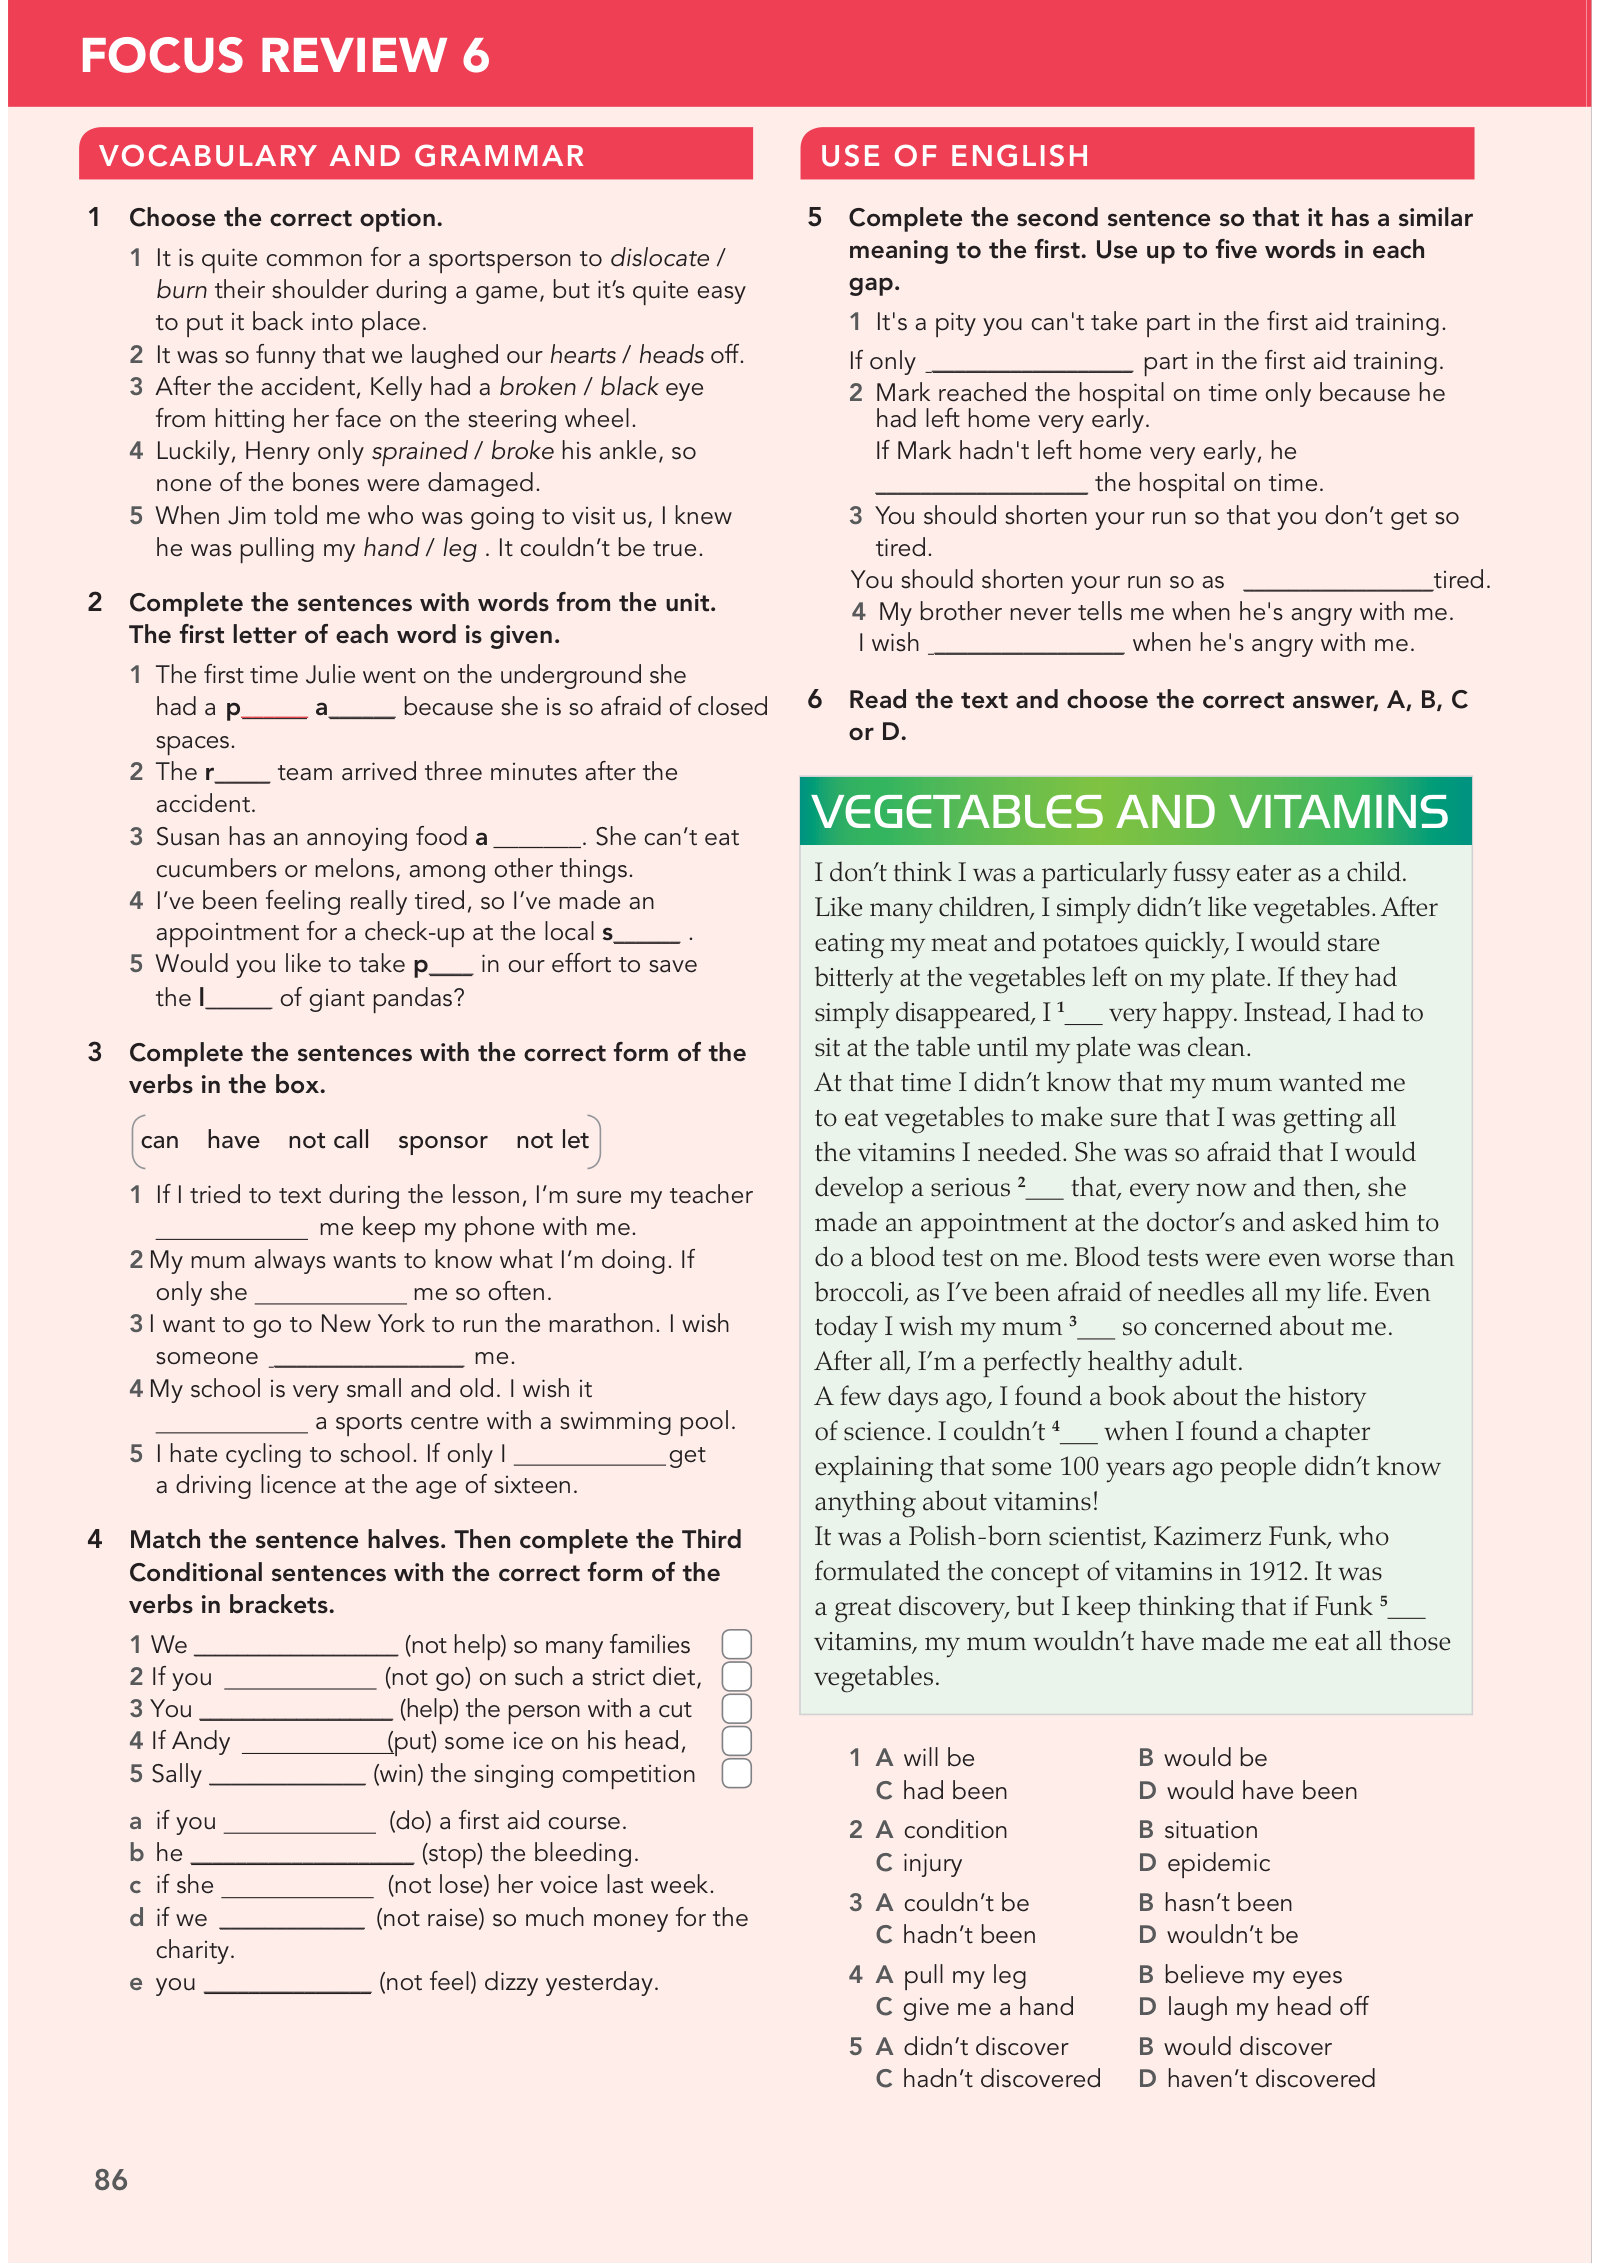 FOCUS REVIEW 6
VOCABULARY AND GRAMMAR
1 Choose the correct option.
1 It is quite common for a sportsperson to dislocate /
burn their shoulder during a game, but it’s quite easy
to put it back into place.
2 It was so funny that we laughed our hearts / heads off.
3 After the accident, Kelly had a broken / black eye
from hitting her face on the steering wheel.
4 Luckily, Henry only sprained / broke his ankle, so
none of the bones were damaged.
5 When Jim told me who was going to visit us, I knew
he was pulling my hand / leg . It couldn’t be true.
2 Complete the sentences with words from the unit.
The first letter of each word is given.
1 The first time Julie went on the underground she
had a p______ a______ because she is so afraid of closed
spaces.
2 The r_____ team arrived three minutes after the
accident.
3 Susan has an annoying food a _______. She can’t eat
cucumbers or melons, among other things.
4 I’ve been feeling really tired, so I’ve made an
appointment for a check-up at the local s______ .
5 Would you like to take p____ in our effort to save
the l______ of giant pandas?
3 Complete the sentences with the correct form of the
verbs in the box.
can have not call sponsor not let
1 If I tried to text during the lesson, I’m sure my teacher
____________ me keep my phone with me.
2 My mum always wants to know what I’m doing. If
only she ____________ me so often.
3 I want to go to New York to run the marathon. I wish
someone ________________ me.
4 My school is very small and old. I wish it
____________ a sports centre with a swimming pool.
5 I hate cycling to school. If only I ____________ get
a driving licence at the age of sixteen.
4 Match the sentence halves. Then complete the Third
Conditional sentences with the correct form of the
verbs in brackets.
1 We ________________ (not help) so many families
2 If you ____________ (not go) on such a strict diet,
3 You ________________ (help) the person with a cut
4 If Andy ____________(put) some ice on his head,
5 Sally ____________ (win) the singing competition
a if you ____________ (do) a first aid course.
b he __________________ (stop) the bleeding.
c if she ____________ (not lose) her voice last week.
d if we ____________ (not raise) so much money for the
charity.
e you ______________ (not feel) dizzy yesterday.
86
USE OF ENGLISH
5 Complete the second sentence so that it has a similar
meaning to the first. Use up to five words in each
gap.
1 It's a pity you can't take part in the first aid training.
If only ________________ part in the first aid training.
2 Mark reached the hospital on time only because he
had left home very early.
If Mark hadn't left home very early, he
________________ the hospital on time.
3 You should shorten your run so that you don’t get so
tired.
You should shorten your run so as _______________tired.
4 My brother never tells me when he's angry with me.
I wish ________________ when he's angry with me.
6 Read the text and choose the correct answer, A, B, C
or D.
VEGETABLES AND VITAMINS
I don’t think I was a particularly fussy eater as a child.
Like many children, I simply didn’t like vegetables. After
eating my meat and potatoes quickly, I would stare
bitterly at the vegetables left on my plate. If they had
simply disappeared, I 1___ very happy. Instead, I had to
sit at the table until my plate was clean.
At that time I didn’t know that my mum wanted me
to eat vegetables to make sure that I was getting all
the vitamins I needed. She was so afraid that I would
develop a serious 2___ that, every now and then, she
made an appointment at the doctor’s and asked him to
do a blood test on me. Blood tests were even worse than
broccoli, as I’ve been afraid of needles all my life. Even
today I wish my mum 3___ so concerned about me.
After all, I’m a perfectly healthy adult.
A few days ago, I found a book about the history
of science. I couldn’t 4___ when I found a chapter
explaining that some 100 years ago people didn’t know
anything about vitamins!
It was a Polish-born scientist, Kazimerz Funk, who
formulated the concept of vitamins in 1912. It was
a great discovery, but I keep thinking that if Funk 5___
vitamins, my mum wouldn’t have made me eat all those
vegetables.
1 A will be B would be
C had been D would have been
2 A condition B situation
C injury D epidemic
3 A couldn’t be B hasn’t been
C hadn’t been D wouldn’t be
4 A pull my leg B believe my eyes
C give me a hand D laugh my head off
5 A didn’t discover B would discover
C hadn’t discovered D haven’t discovered